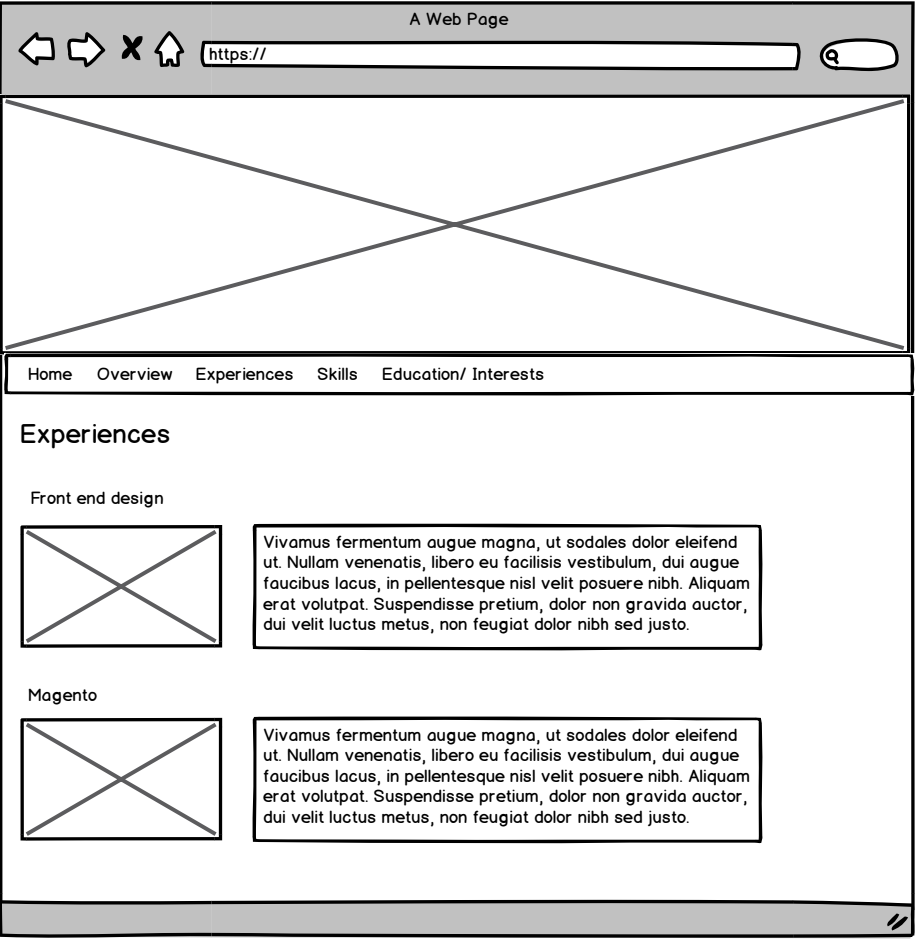 A Web Page
https://
Home Overview Experiences Skills Education/ Interests
Experiences
Front end design
Vivamus fermentum augue magna, ut sodales dolor eleifend
ut. Nullam venenatis, libero eu facilisis vestibulum, dui augue
faucibus lacus, in pellentesque nisl velit posuere nibh. Aliquam
erat volutpat. Suspendisse pretium, dolor non gravida auctor,
dui velit luctus metus, non feugiat dolor nibh sed justo.
Magento
Vivamus fermentum augue magna, ut sodales dolor eleifend
ut. Nullam venenatis, libero eu facilisis vestibulum, dui augue
faucibus lacus, in pellentesque nisl velit posuere nibh. Aliquam
erat volutpat. Suspendisse pretium, dolor non gravida auctor,
dui velit luctus metus, non feugiat dolor nibh sed justo.